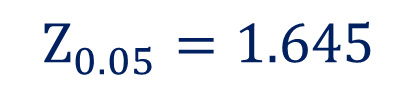 Z₀.₀₅ = 1.645